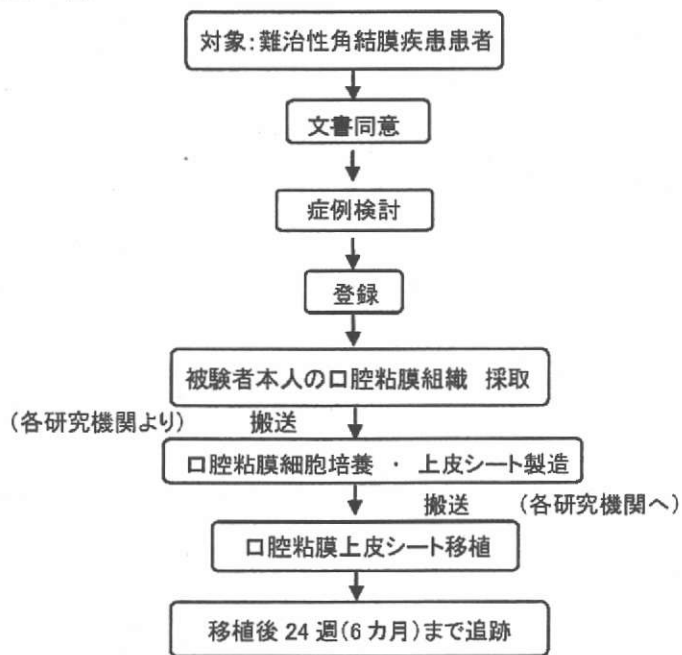 対象:難治性角結膜疾患患者
文書同意
症例検討
登録
被験者本人の口腔粘膜組織 採取
(各研究機関より) 搬送
口腔粘膜細胞培養 ・ 上皮シート製造
搬送 (各研究機関へ)
口腔粘膜上皮シート移植
移植後 24 週(6 カ月)まで追跡